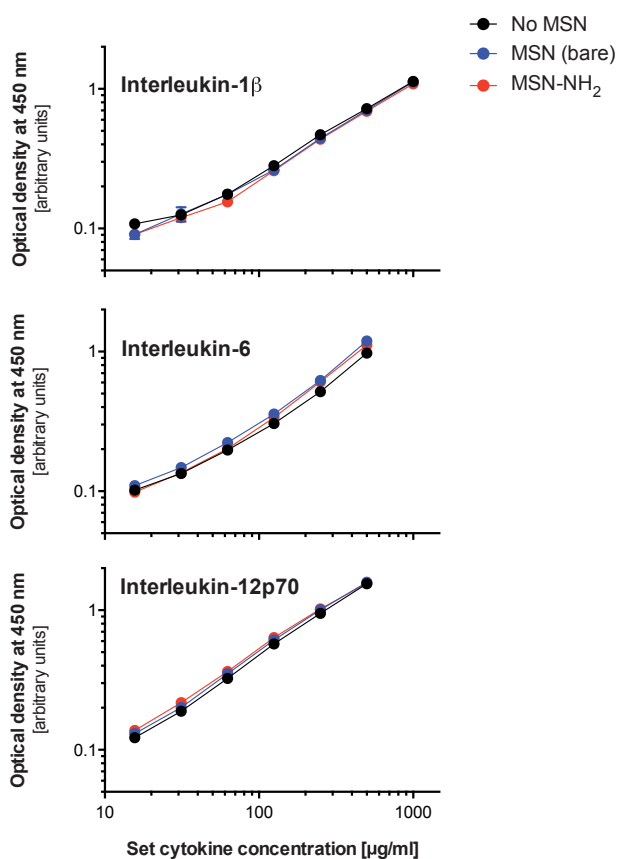 No MSN
MSN (bare)
MSN-NH2
Interleukin-1β
Optical density at 450 nm
[arbitrary units]
1
0.1
Interleukin-6
Optical density at 450 nm
[arbitrary units]
1
0.1
Interleukin-12p70
Optical density at 450 nm
[arbitrary units]
1
0.1
10 100 1000
Set cytokine concentration [µg/ml]